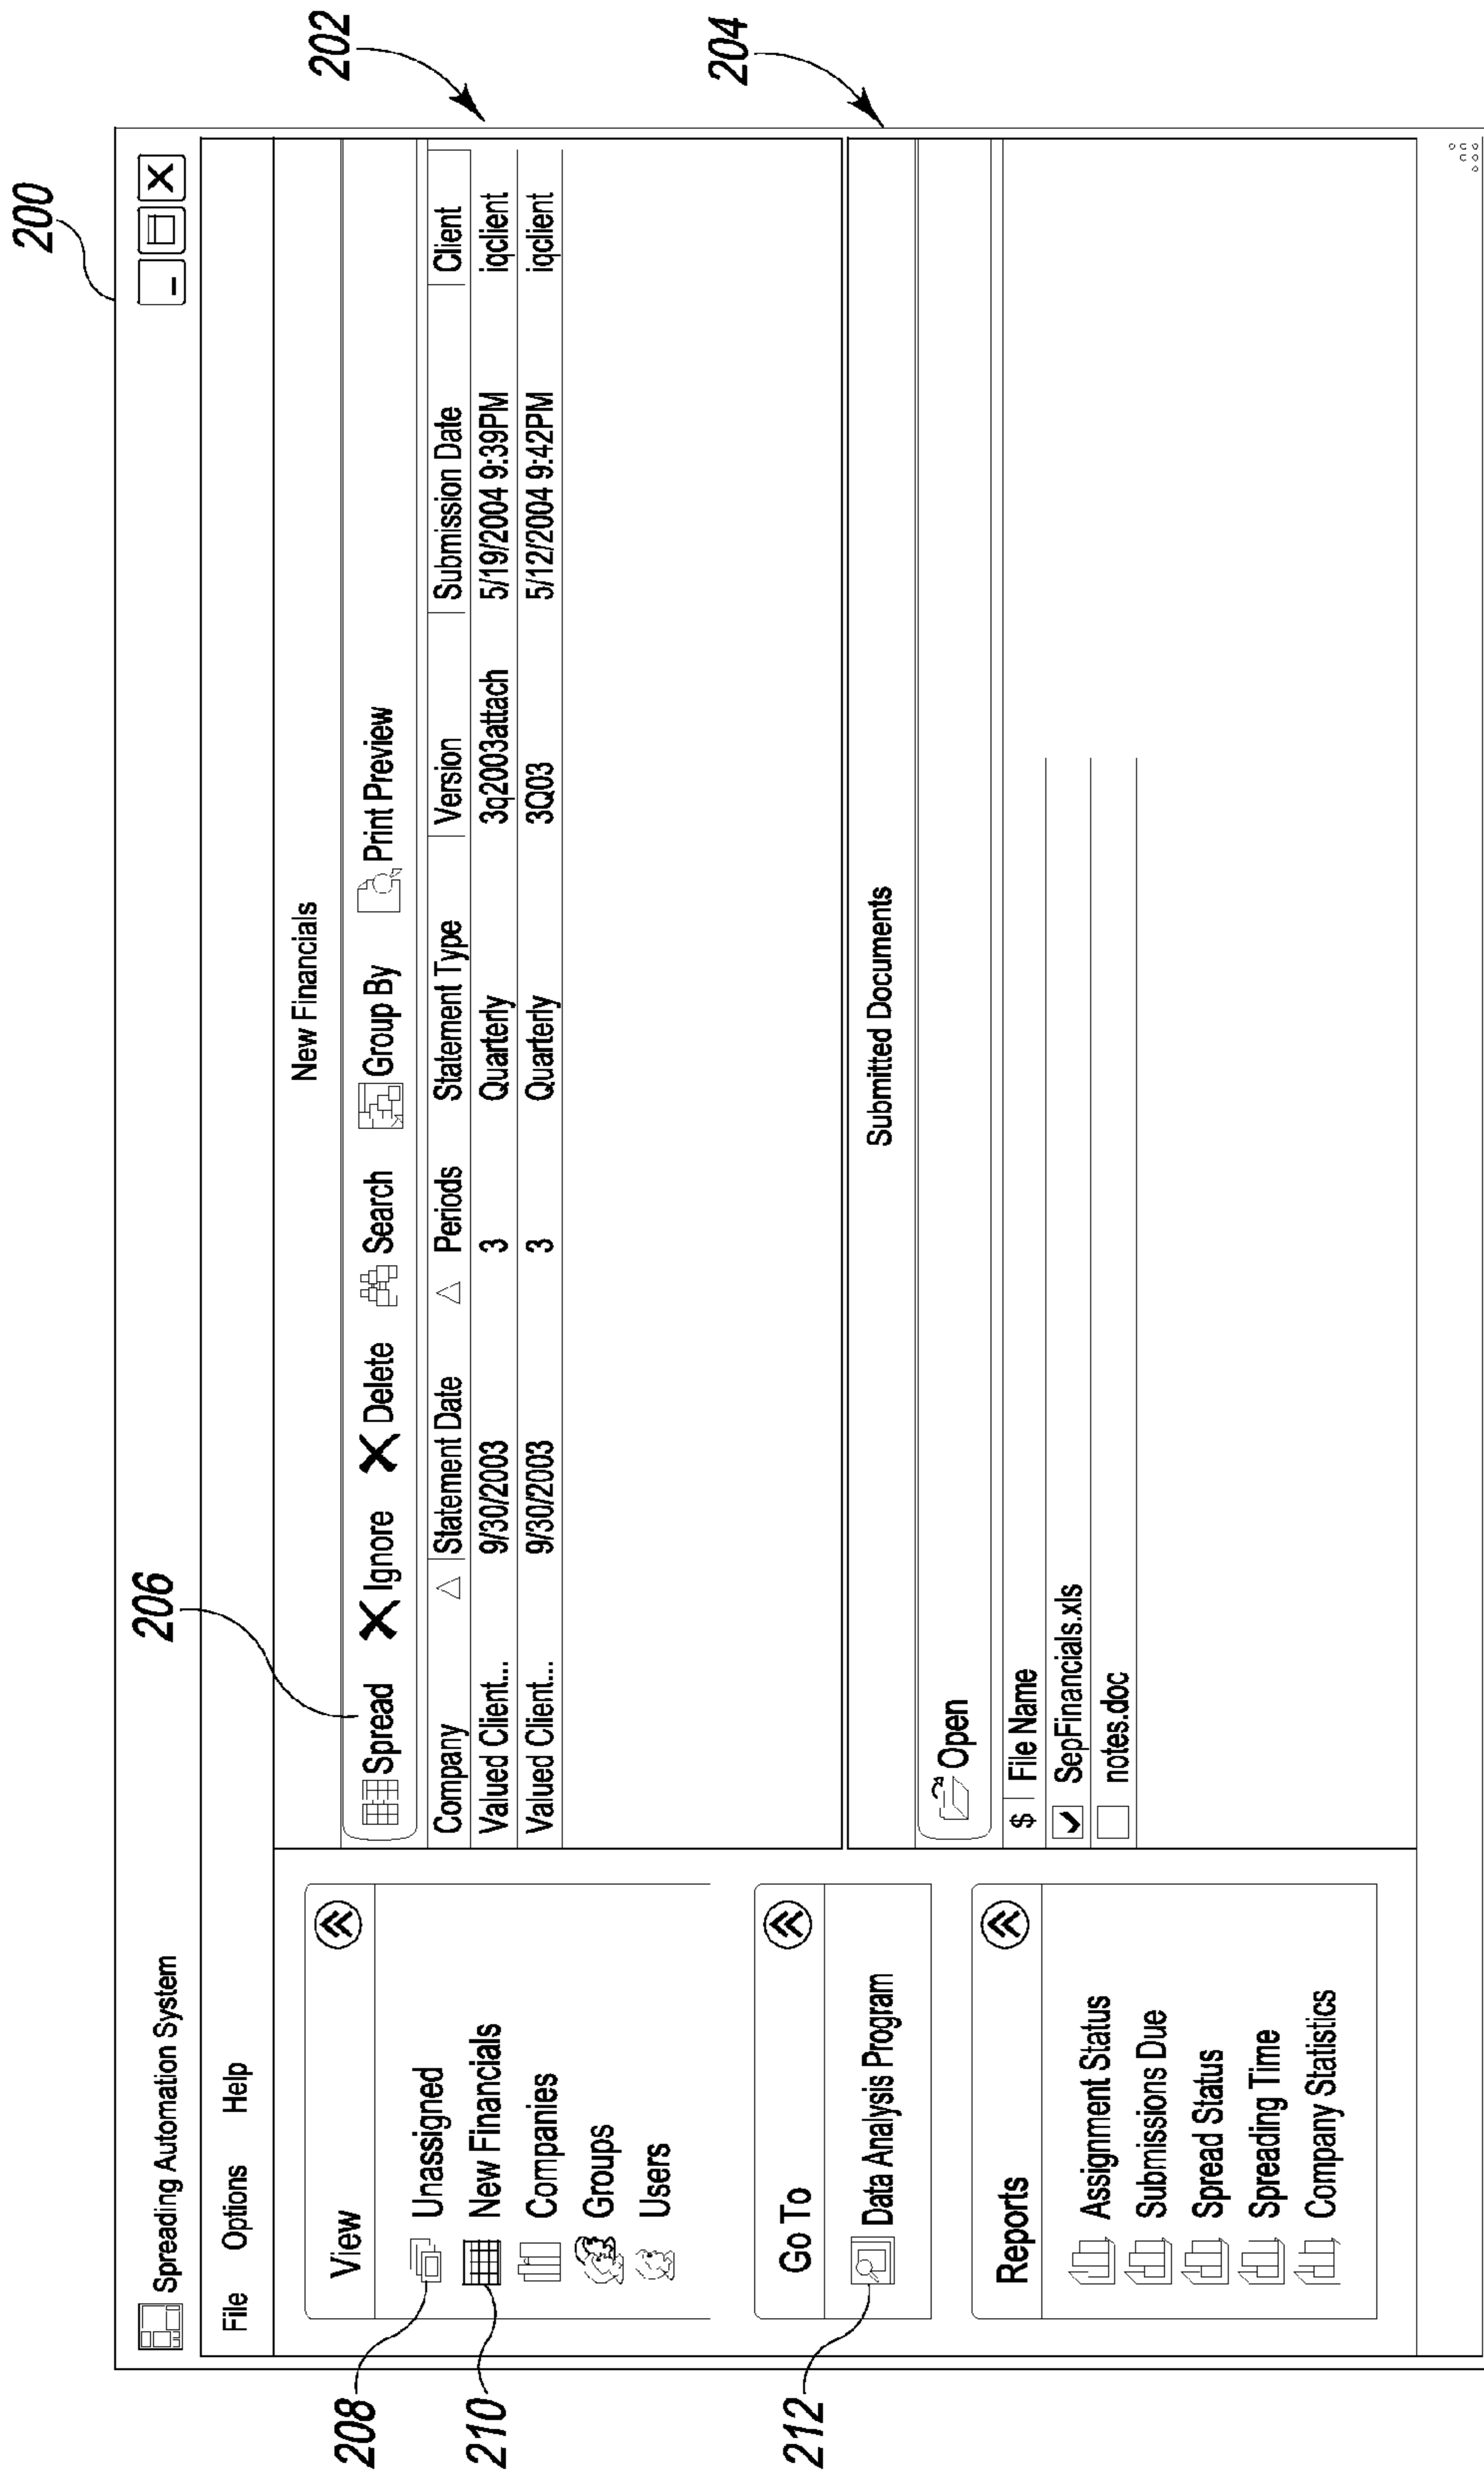 200
Spreading Automation System
File Options Help
View
Unassigned
New Financials
Companies
Groups
Users
Go To
Data Analysis Program
Reports
Assignment Status
Submissions Due
Spread Status
Spreading Time
Company Statistics
208
210
212
206
202
New Financials
Spread Ignore Delete Search Group By Print Preview
Company Statement Date Periods Statement Type Version Submission Date Client
Valued Client... 9/30/2003 3 Quarterly 3q2003attach 5/19/2004 9:39PM iqclient
Valued Client... 9/30/2003 3 Quarterly 3Q03 5/12/2004 9:42PM iqclient
204
Submitted Documents
Open
$ File Name
SepFinancials.xls
notes.doc